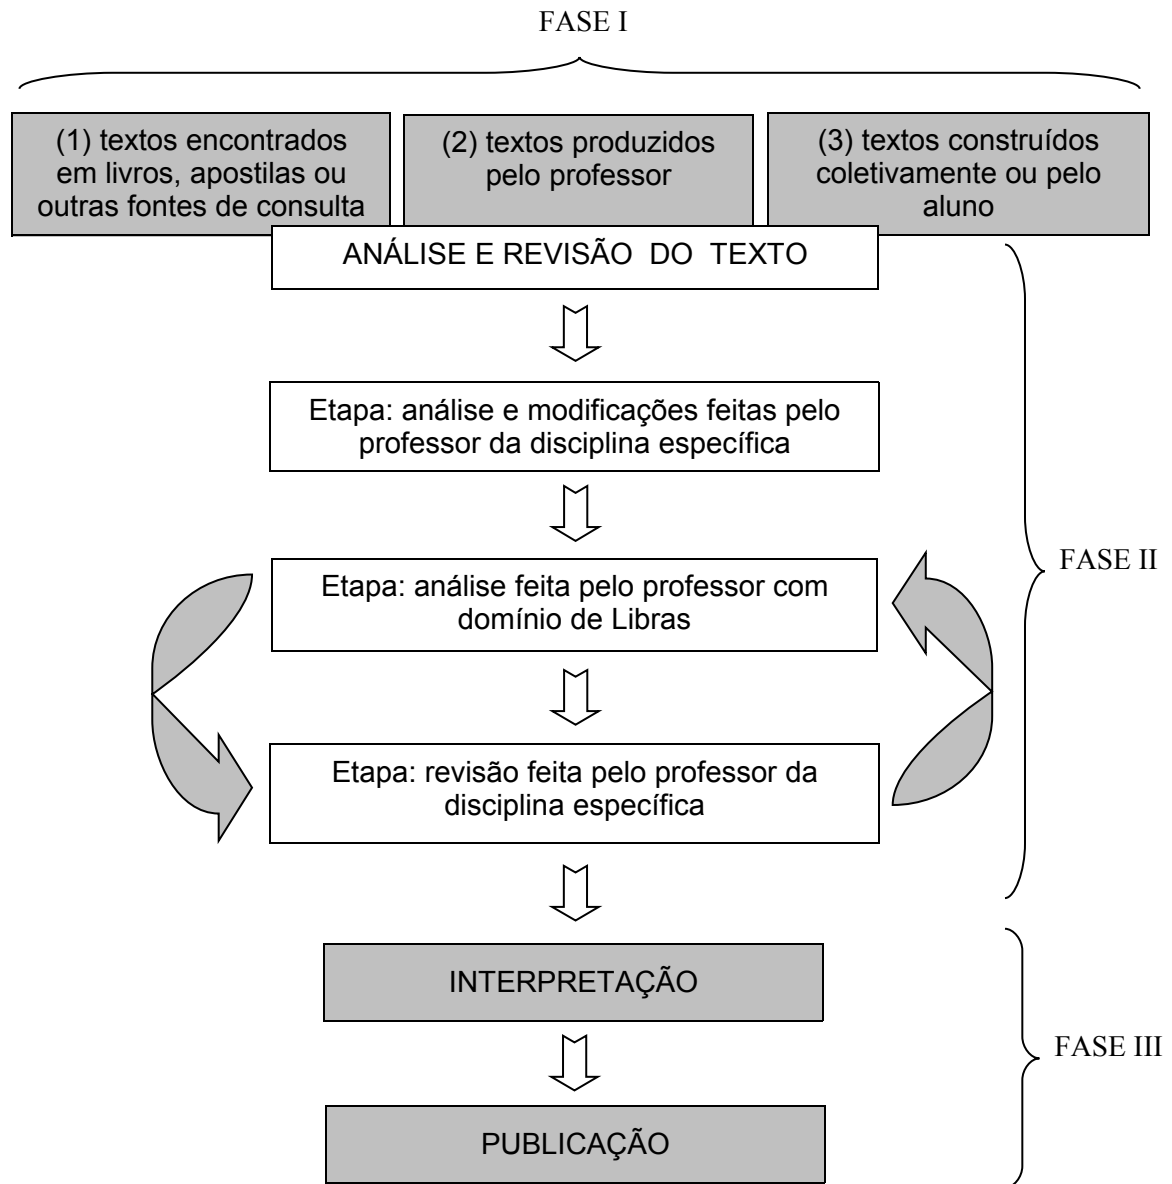 FASE I
(1) textos encontrados
em livros, apostilas ou
outras fontes de consulta
(2) textos produzidos
pelo professor
(3) textos construídos
coletivamente ou pelo
aluno
ANÁLISE E REVISÃO DO TEXTO
Etapa: análise e modificações feitas pelo
professor da disciplina específica
Etapa: análise feita pelo professor com
domínio de Libras
Etapa: revisão feita pelo professor da
disciplina específica
FASE II
INTERPRETAÇÃO
PUBLICAÇÃO
FASE III